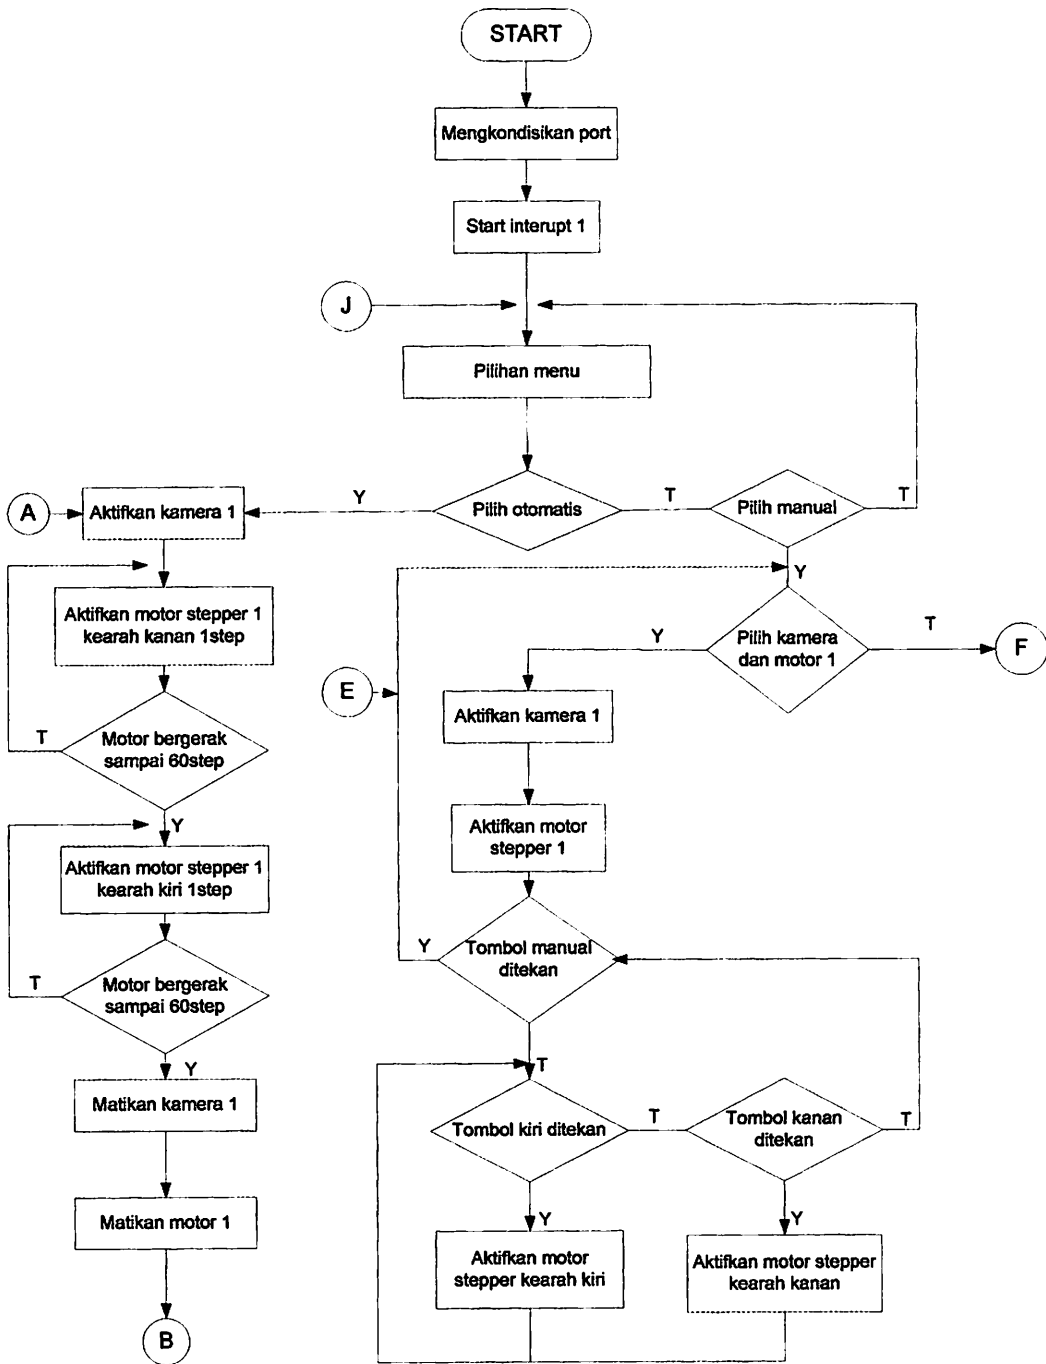 START
Mengkondisikan port
Start interupt 1
J
Pilihan menu
A
Aktifkan kamera 1
Y
Pilih otomatis
T
Pilih manual
T
Y
Aktifkan motor stepper 1
kearah kanan 1step
Pilih kamera
dan motor 1
Y
T
F
E
Aktifkan kamera 1
T
Motor bergerak
sampai 60step
Y
Aktifkan motor
stepper 1
Aktifkan motor stepper 1
kearah kiri 1step
Y
Tombol manual
ditekan
T
T
Motor bergerak
sampai 60step
Y
Matikan kamera 1
Tombol kiri ditekan
T
Tombol kanan
ditekan
T
Matikan motor 1
Y
Y
Aktifkan motor
stepper kearah kiri
Aktifkan motor stepper
kearah kanan
B